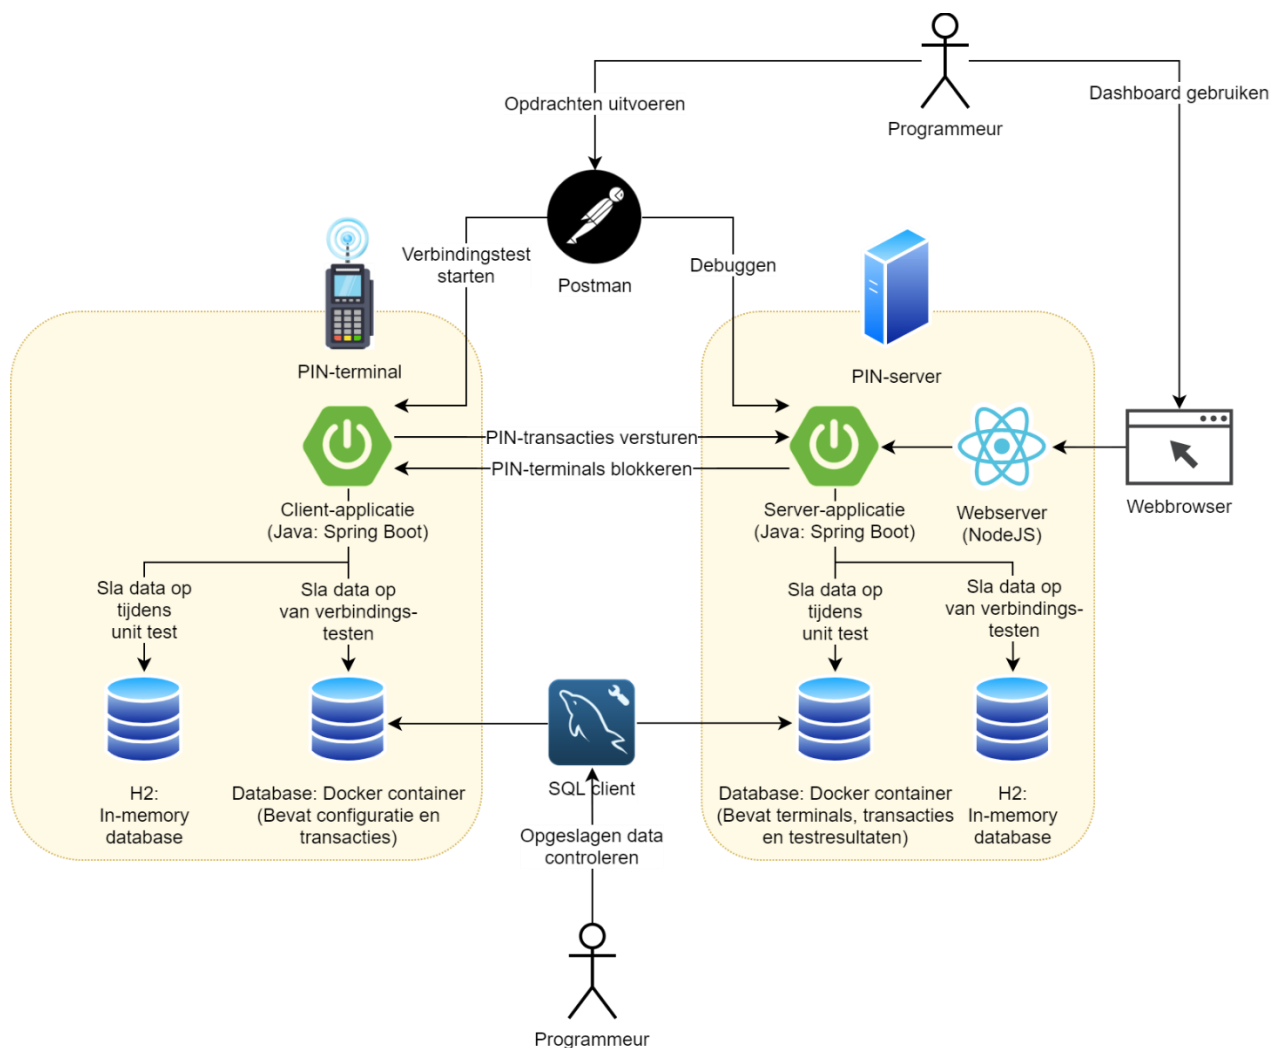 Programmeur
Opdrachten uitvoeren
Dashboard gebruiken
Postman
Verbindingstest
starten
Debuggen
PIN-terminal
PIN-server
PIN-transacties versturen
PIN-terminals blokkeren
Client-applicatie
(Java: Spring Boot)
Server-applicatie
(Java: Spring Boot)
Webserver
(NodeJS)
Webbrowser
Sla data op
tijdens
unit test
Sla data op
van verbindings-
testen
Sla data op
tijdens
unit test
Sla data op
van verbindings-
testen
H2:
In-memory
database
Database: Docker container
(Bevat configuratie en
transacties)
SQL client
Database: Docker container
(Bevat terminals, transacties
en testresultaten)
H2:
In-memory
database
Opgeslagen data
controleren
Programmeur